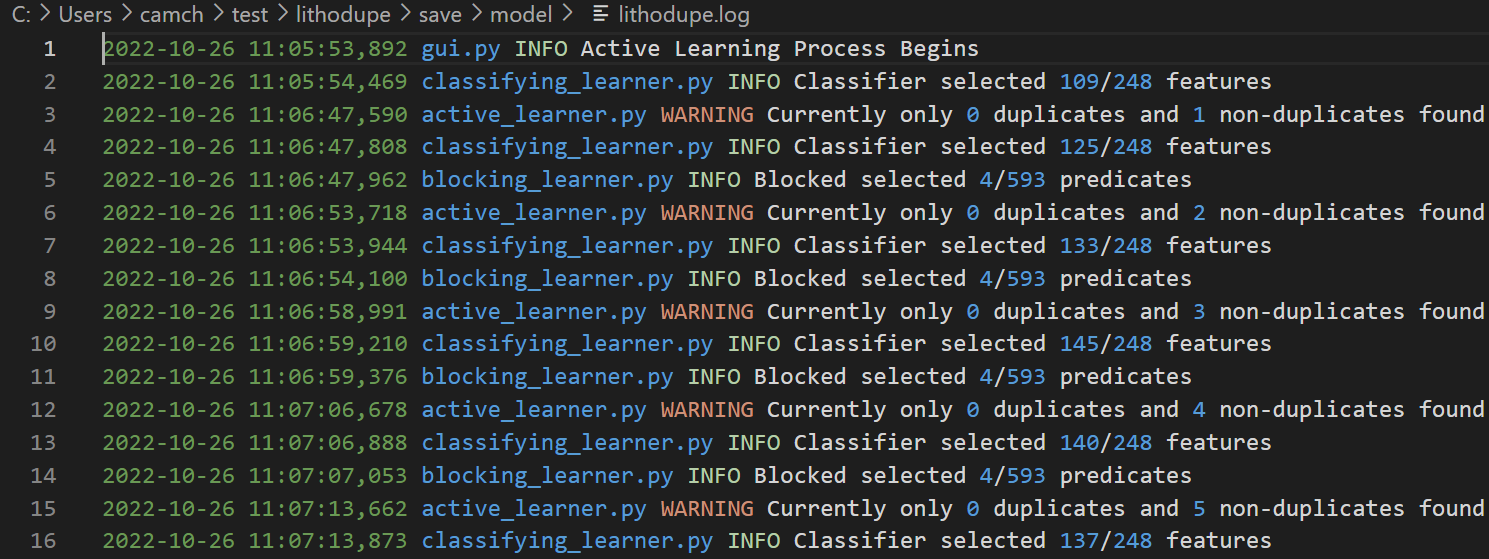 C: > Users > camch > test > lithodupe > save > model > lithodupe.log
1 2022-10-26 11:05:53,892 gui.py INFO Active Learning Process Begins
2 2022-10-26 11:05:54,469 classifying_learner.py INFO Classifier selected 109/248 features
3 2022-10-26 11:06:47,590 active_learner.py WARNING Currently only 0 duplicates and 1 non-duplicates found
4 2022-10-26 11:06:47,808 classifying_learner.py INFO Classifier selected 125/248 features
5 2022-10-26 11:06:47,962 blocking_learner.py INFO Blocked selected 4/593 predicates
6 2022-10-26 11:06:53,718 active_learner.py WARNING Currently only 0 duplicates and 2 non-duplicates found
7 2022-10-26 11:06:53,944 classifying_learner.py INFO Classifier selected 133/248 features
8 2022-10-26 11:06:54,100 blocking_learner.py INFO Blocked selected 4/593 predicates
9 2022-10-26 11:06:58,991 active_learner.py WARNING Currently only 0 duplicates and 3 non-duplicates found
10 2022-10-26 11:06:59,210 classifying_learner.py INFO Classifier selected 145/248 features
11 2022-10-26 11:06:59,376 blocking_learner.py INFO Blocked selected 4/593 predicates
12 2022-10-26 11:07:06,678 active_learner.py WARNING Currently only 0 duplicates and 4 non-duplicates found
13 2022-10-26 11:07:06,888 classifying_learner.py INFO Classifier selected 140/248 features
14 2022-10-26 11:07:07,053 blocking_learner.py INFO Blocked selected 4/593 predicates
15 2022-10-26 11:07:13,662 active_learner.py WARNING Currently only 0 duplicates and 5 non-duplicates found
16 2022-10-26 11:07:13,873 classifying_learner.py INFO Classifier selected 137/248 features